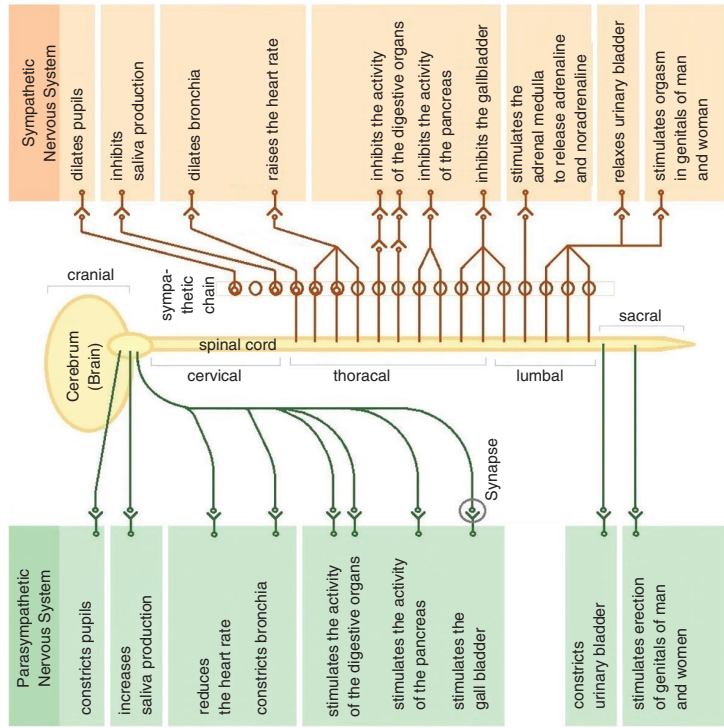 Sympathetic
Nervous System
dilates pupils
inhibits
saliva production
dilates bronchia
raises the heart rate
inhibits the activity
of the digestive organs
inhibits the activity
of the pancreas
inhibits the gallbladder
stimulates the
adrenal medulla
to release adrenaline
and noradrenaline
relaxes urinary bladder
stimulates orgasm
in genitals of man
and woman
cranial
sympa-
thetic
chain
sacral
Cerebrum
(Brain)
spinal cord
cervical
thoracal
lumbal
Synapse
Parasympathetic
Nervous System
constricts pupils
increases
saliva production
reduces
the heart rate
constricts bronchia
stimulates the activity
of the digestive organs
stimulates the activity
of the pancreas
stimulates the
gall bladder
constricts
urinary bladder
stimulates erection
of genitals of man
and women